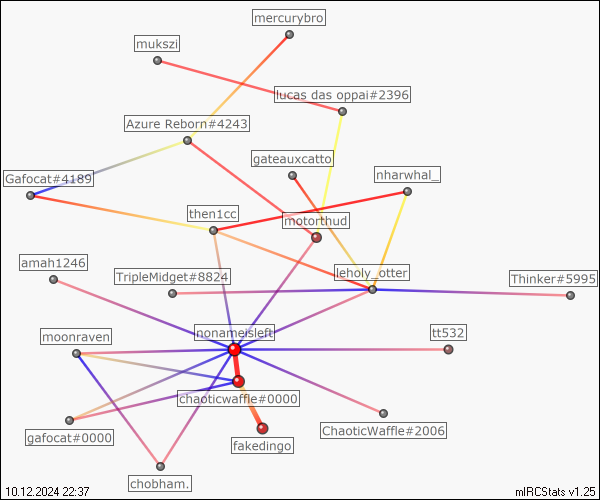 mercurybro
mukszi
lucas das oppai#2396
Azure Reborn#4243
gateauxcatto
Gafocat#4189
nharwhal_
then1cc
motorthud
amah1246
TripleMidget#8824
leholy_otter
Thinker#5995
moonraven
nonameisleft
tt532
chaoticwaffle#0000
gafocat#0000
ChaoticWaffle#2006
fakedingo
chobham.
10.12.2024 22:37
mIRCStats v1.25